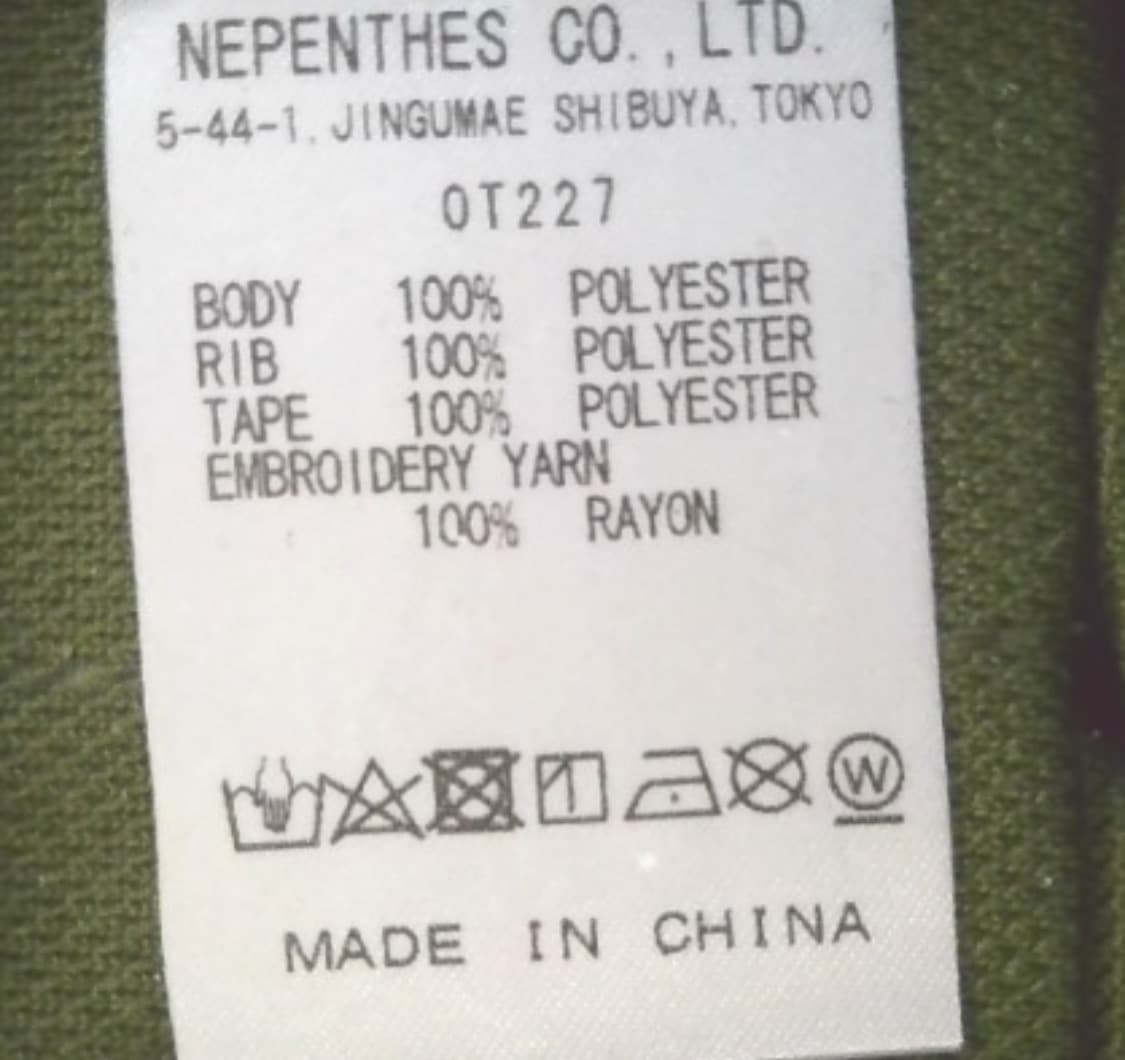 NEPENTHES CO.,LTD.
5-44-1, JINGUMAE SHIBUYA, TOKYO
OT227
BODY 100% POLYESTER
RIB 100% POLYESTER
TAPE 100% POLYESTER
EMBROIDERY YARN
100% RAYON
W
MADE IN CHINA